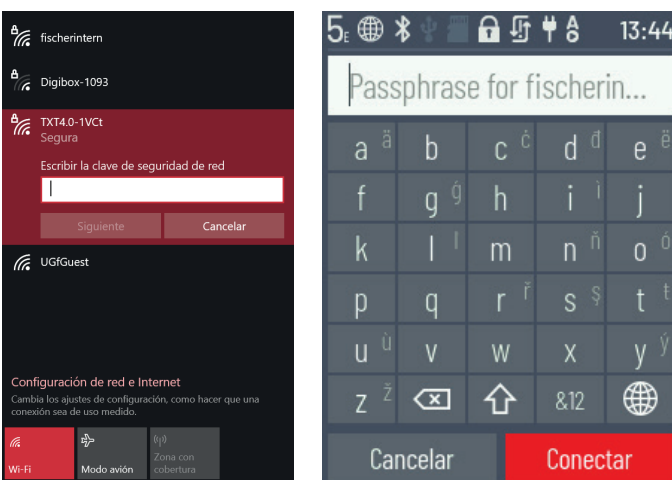 fischerintern
Digibox-1093
TXT4.0-1VCt
Segura
Escribir la clave de seguridad de red
Siguiente Cancelar
UGfGuest
Configuración de red e Internet
Cambia los ajustes de configuración, como hacer que una
conexión sea de uso medido.
Wi-Fi Modo avión Zona con
cobertura
5E 13:44
Passphrase for fischerin...
a ä b c ċ d đ e ë
f g ǵ h i ì j
k l ĺ m n ñ o ó
p q r ř s ş t ŧ
u ù v w x y ý
z ž &12
Cancelar Conectar